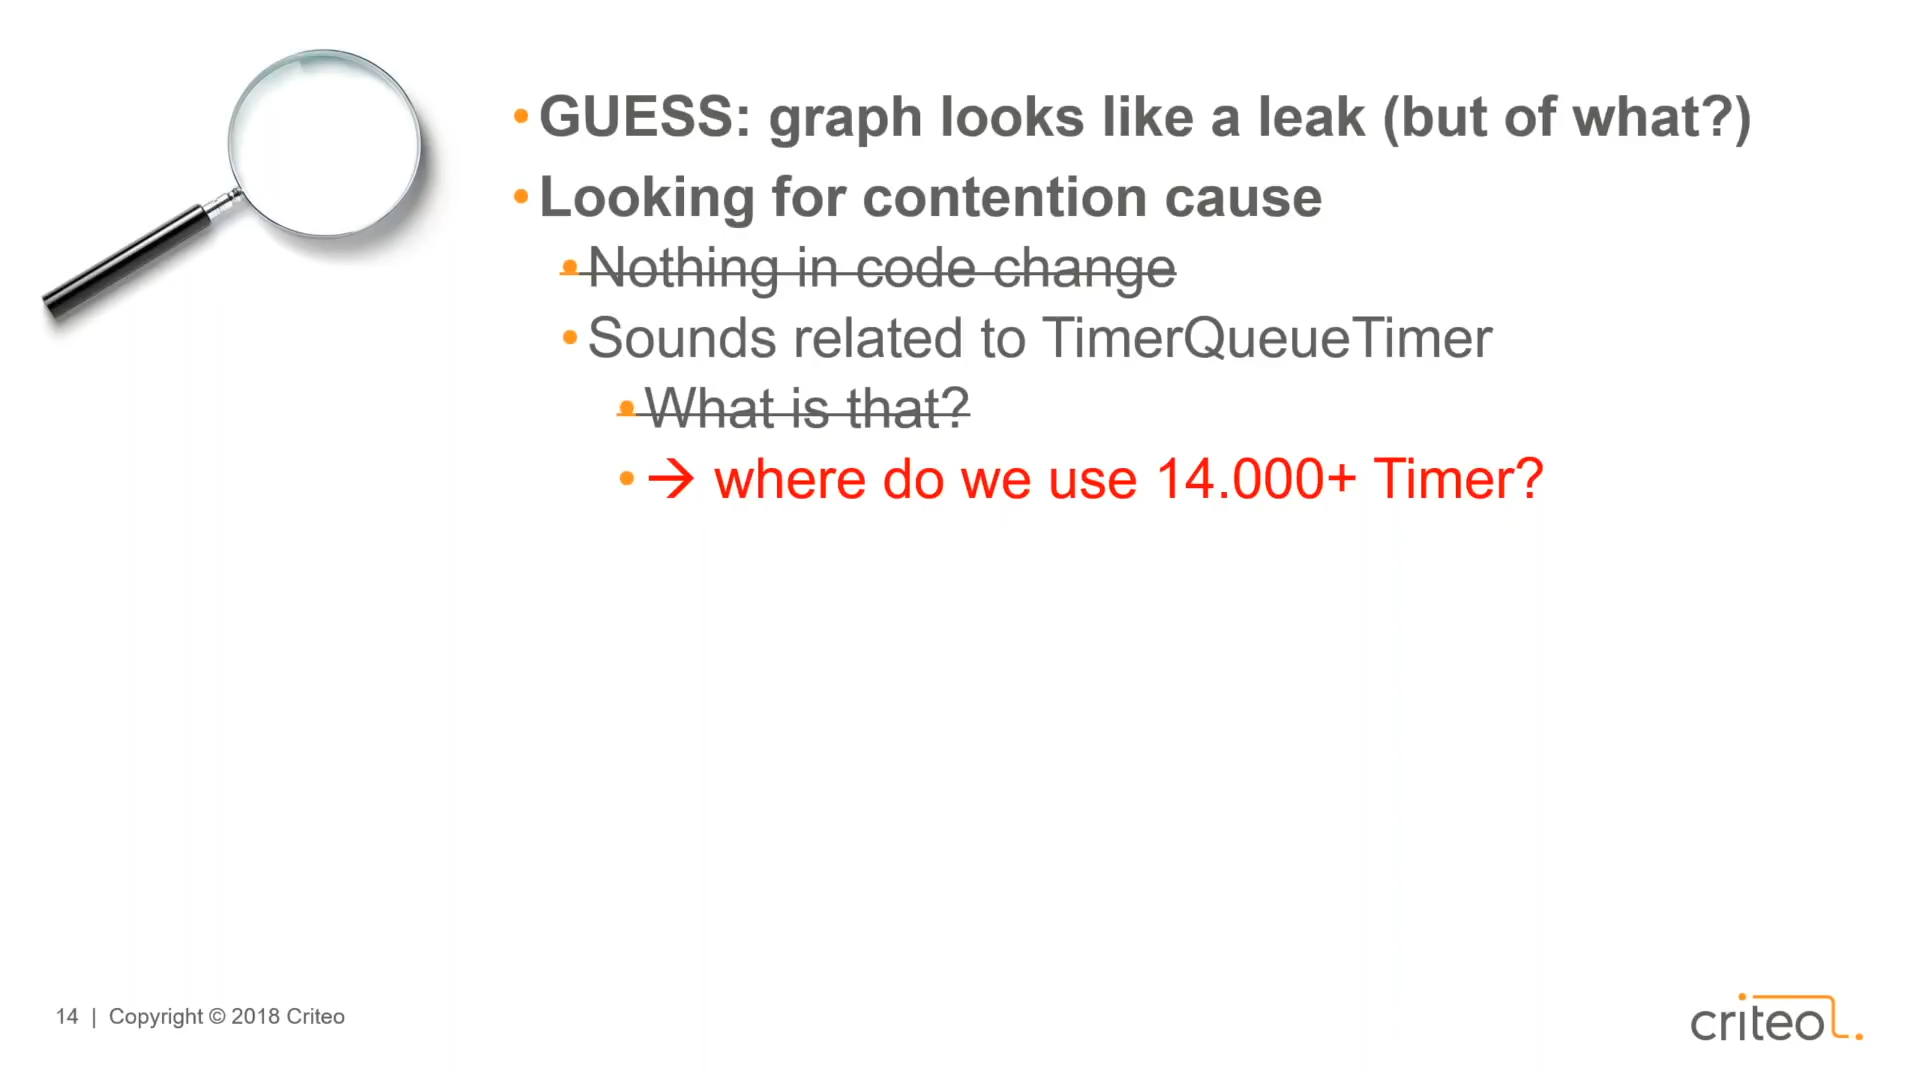 • GUESS: graph looks like a leak (but of what?)
• Looking for contention cause
• Nothing in code change
• Sounds related to TimerQueueTimer
• What is that?
• → where do we use 14.000+ Timer?
14 | Copyright © 2018 Criteo
criteo